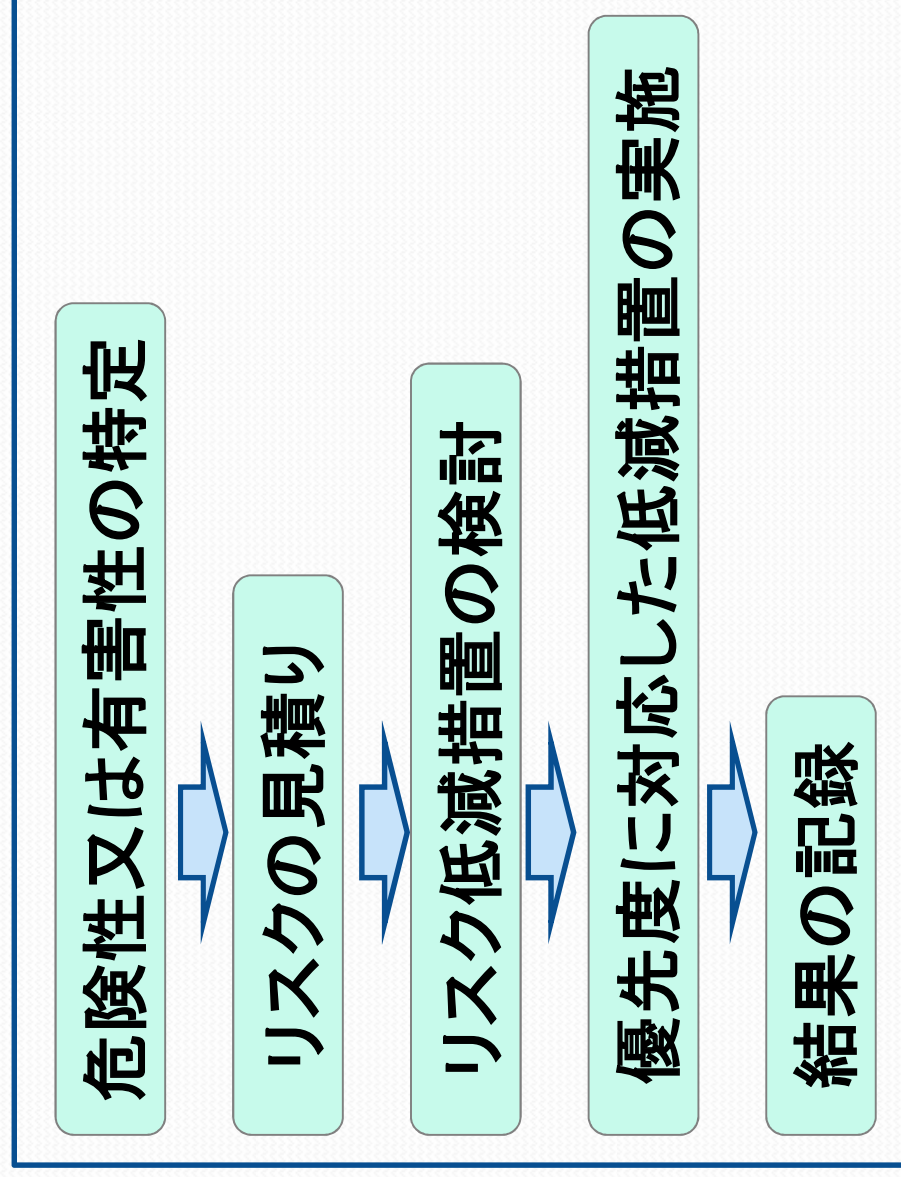 危険性又は有害性の特定
リスクの見積り
リスク低減措置の検討
優先度に対応した低減措置の実施
結果の記録